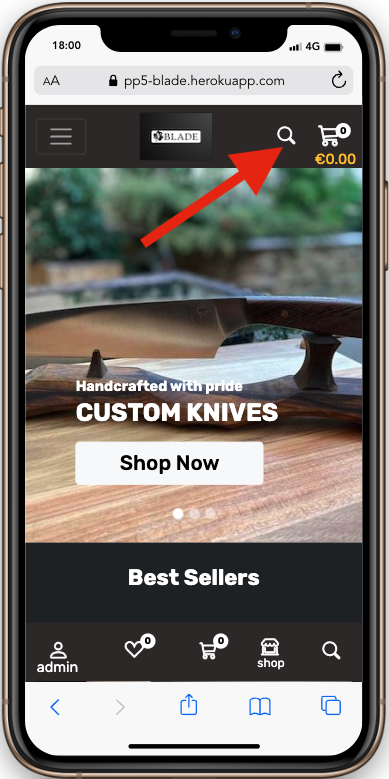 18:00
4G
AA
pp5-blade.herokuapp.com
BLADE
0
€0.00
Handcrafted with pride
CUSTOM KNIVES
Shop Now
Best Sellers
0
0
admin
shop